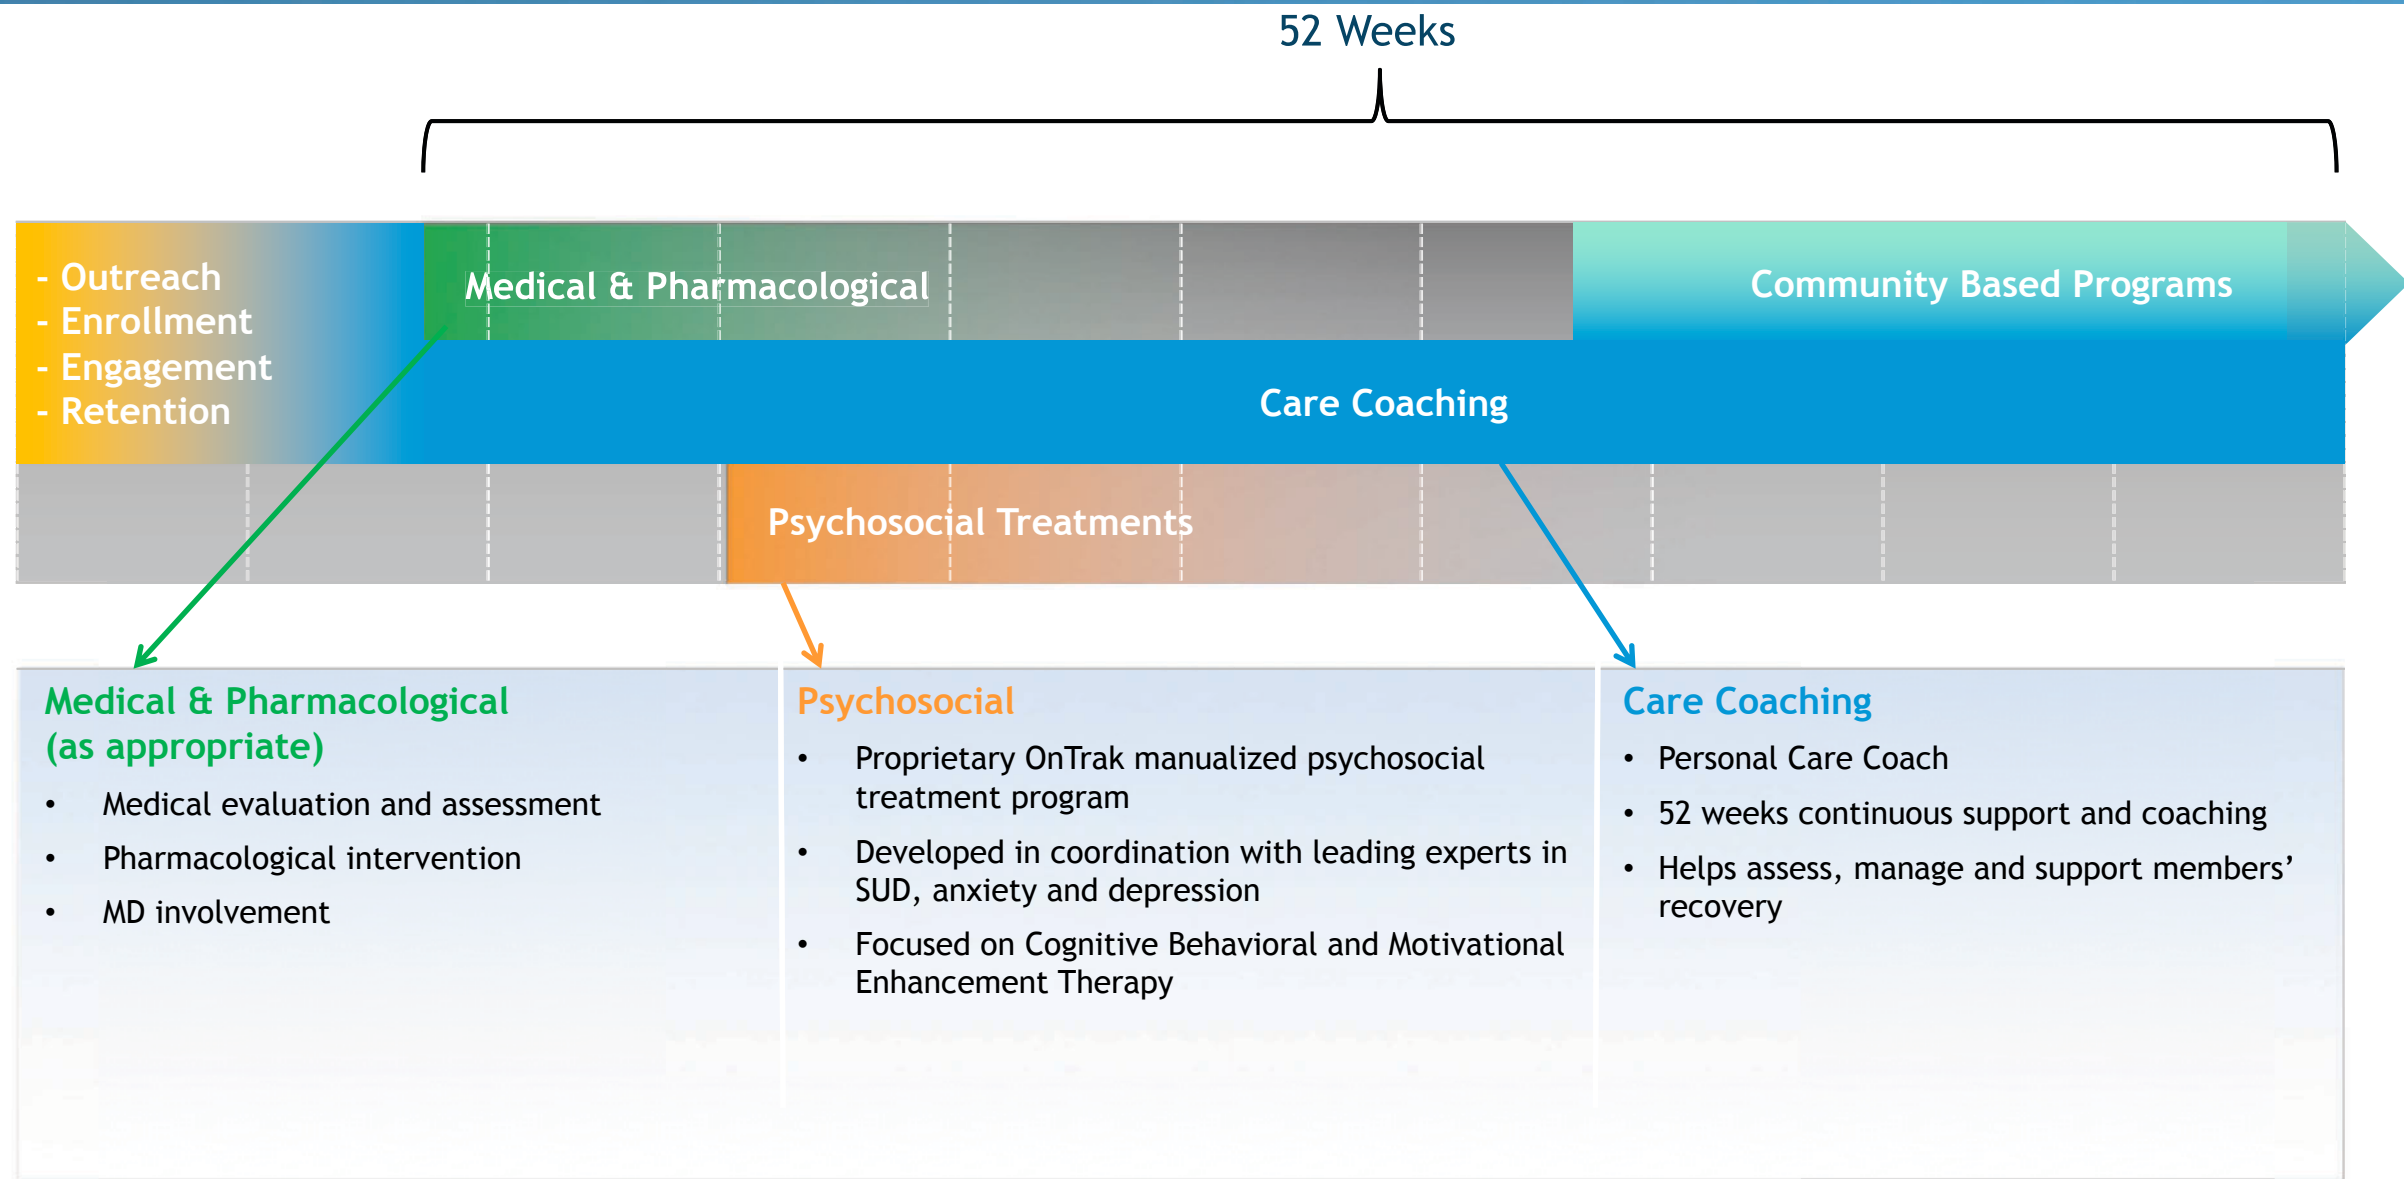 52 Weeks
- Outreach
- Enrollment
- Engagement
- Retention
Medical & Pharmacological
Community Based Programs
Care Coaching
Psychosocial Treatments
Medical & Pharmacological
(as appropriate)
• Medical evaluation and assessment
• Pharmacological intervention
• MD involvement
Psychosocial
• Proprietary OnTrak manualized psychosocial
treatment program
• Developed in coordination with leading experts in
SUD, anxiety and depression
• Focused on Cognitive Behavioral and Motivational
Enhancement Therapy
Care Coaching
• Personal Care Coach
• 52 weeks continuous support and coaching
• Helps assess, manage and support members’
recovery